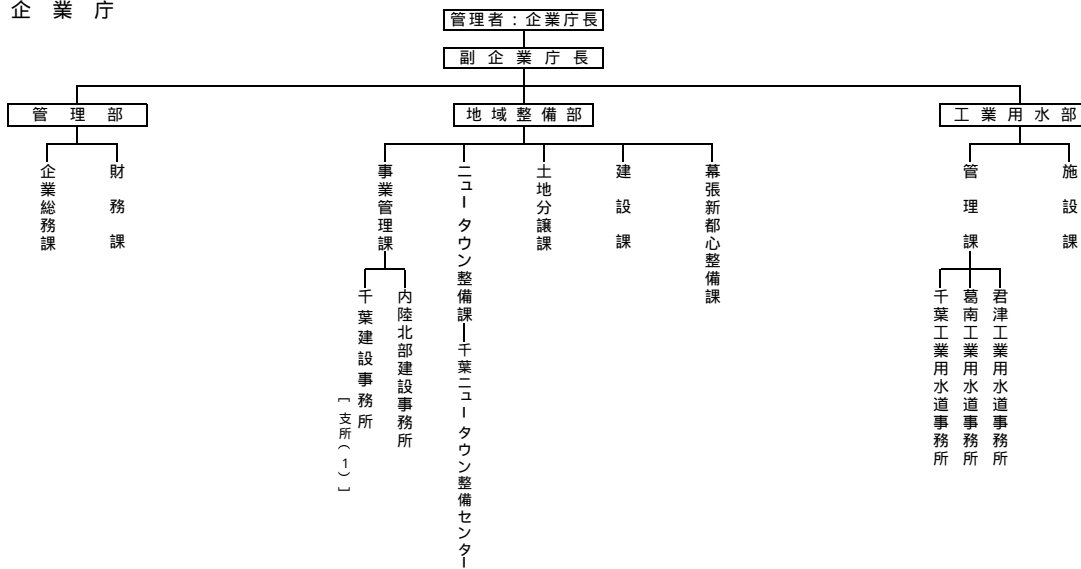 企業庁
管理者：企業庁長
副企業庁長
管理部
地域整備部
工業用水部
企業総務課
財務課
事業管理課
ニュータウン整備課
土地分譲課
建設課
幕張新都心整備課
管理課
施設課
千葉建設事務所
［支所（1）］
内陸北部建設事務所
千葉ニュータウン整備センター
千葉工業用水道事務所
葛南工業用水道事務所
君津工業用水道事務所